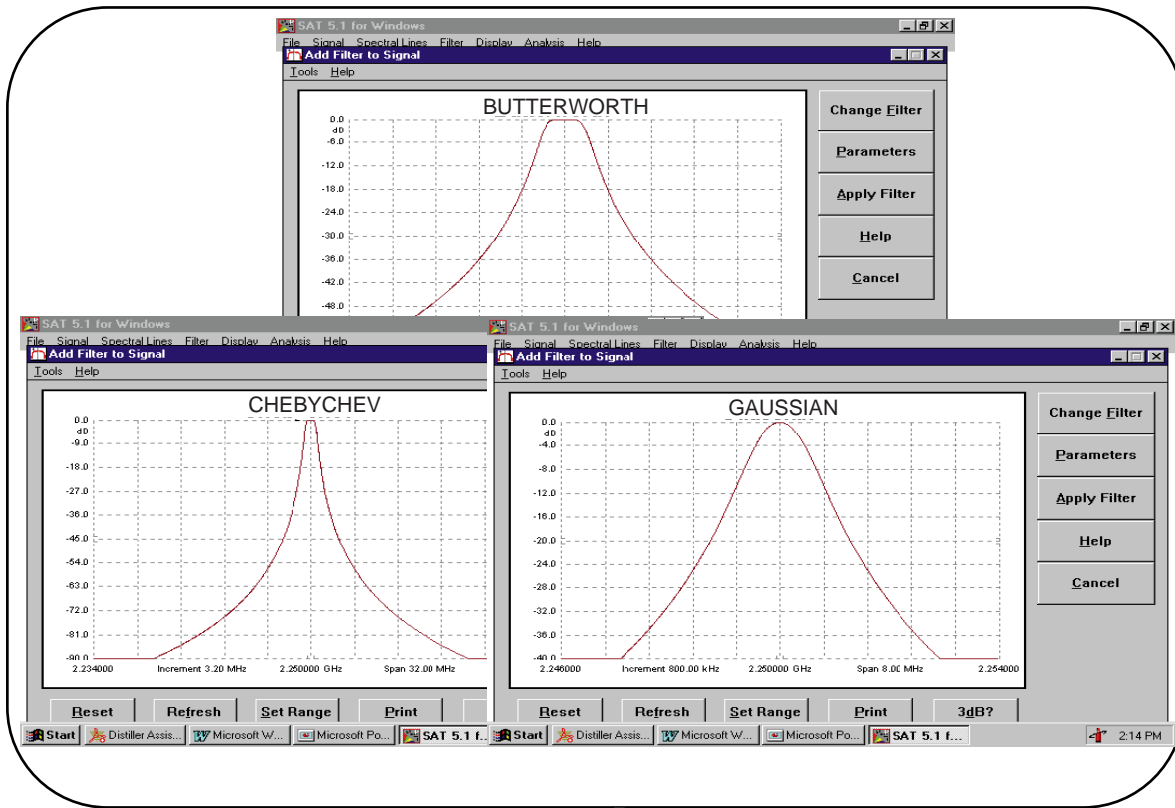 SAT 5.1 for Windows
File Signal Spectral Lines Filter Display Analysis Help
Add Filter to Signal
Tools Help
BUTTERWORTH
0.0
dD
-6.0
-12.0
-18.0
-24.0
-30.0
-36.0
-42.0
-48.0
Change Filter
Parameters
Apply Filter
Help
Cancel
SAT 5.1 for Windows
File Signal Spectral Lines Filter Display Analysis Help
Add Filter to Signal
Tools Help
CHEBYCHEV
0.0
dD
-9.0
-18.0
-27.0
-36.0
-45.0
-54.0
-63.0
-72.0
-81.0
-90.0
2.234000 Increment 3.20 MHz 2.250000 GHz Span 32.00 MHz
Reset Refresh Set Range Print
Start Distiller Assis... Microsoft W... Microsoft Po... SAT 5.1 f...
SAT 5.1 for Windows
File Signal Spectral Lines Filter Display Analysis Help
Add Filter to Signal
Tools Help
GAUSSIAN
0.0
dD
-4.0
-8.0
-12.0
-16.0
-20.0
-24.0
-28.0
-32.0
-36.0
-40.0
2.246000 Increment 800.00 kHz 2.250000 GHz Span 8.00 MHz 2.254000
Change Filter
Parameters
Apply Filter
Help
Cancel
Reset Refresh Set Range Print 3dB?
Start Distiller Assis... Microsoft W... Microsoft Po... SAT 5.1 f... 2:14 PM